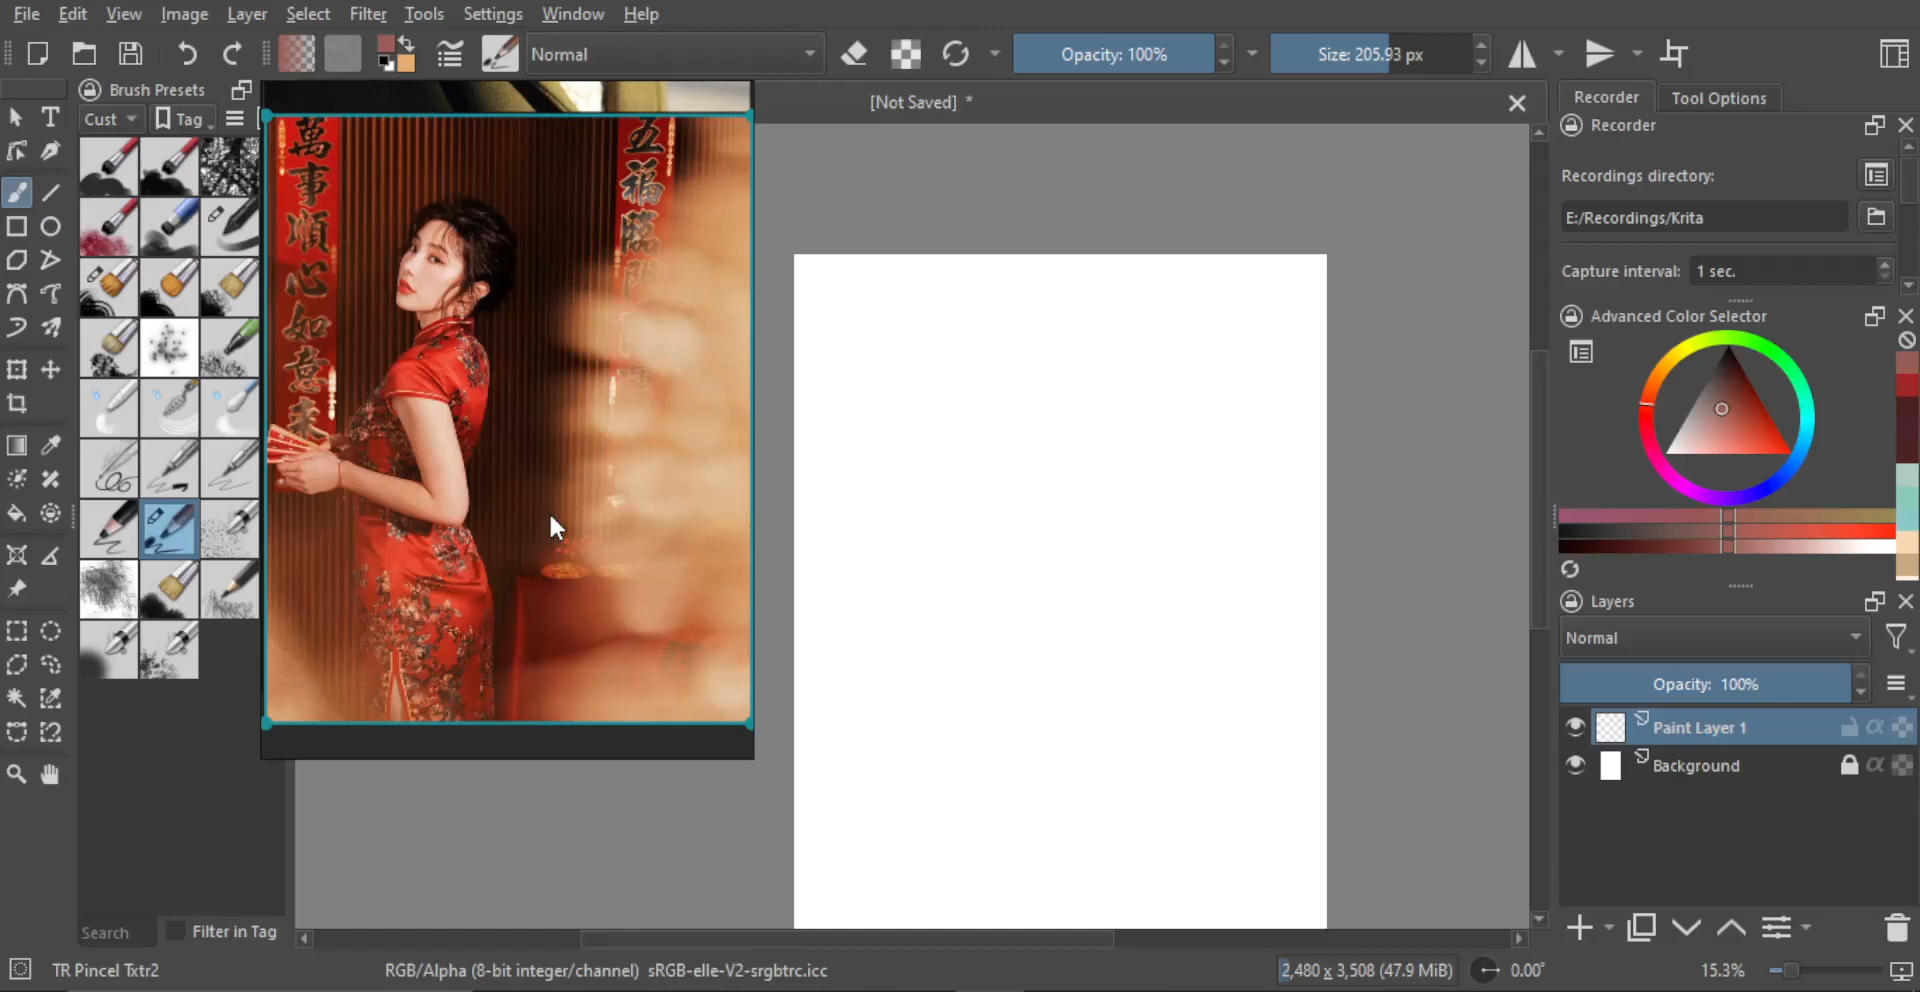 File Edit View Image Layer Select Filter Tools Settings Window Help
Normal
Opacity: 100%
Size: 205.93 px
Brush Presets
Cust
Tag
[Not Saved] *
Recorder
Tool Options
Recorder
Recordings directory:
E:/Recordings/Krita
Capture interval: 1 sec.
Advanced Color Selector
萬事順心如意來
五福臨門
Layers
Normal
Opacity: 100%
Paint Layer 1
Background
Search
Filter in Tag
TR Pincel Txtr2
RGB/Alpha (8-bit integer/channel) sRGB-elle-V2-srgbtrc.icc
2,480 x 3,508 (47.9 MiB)
0.00°
15.3%